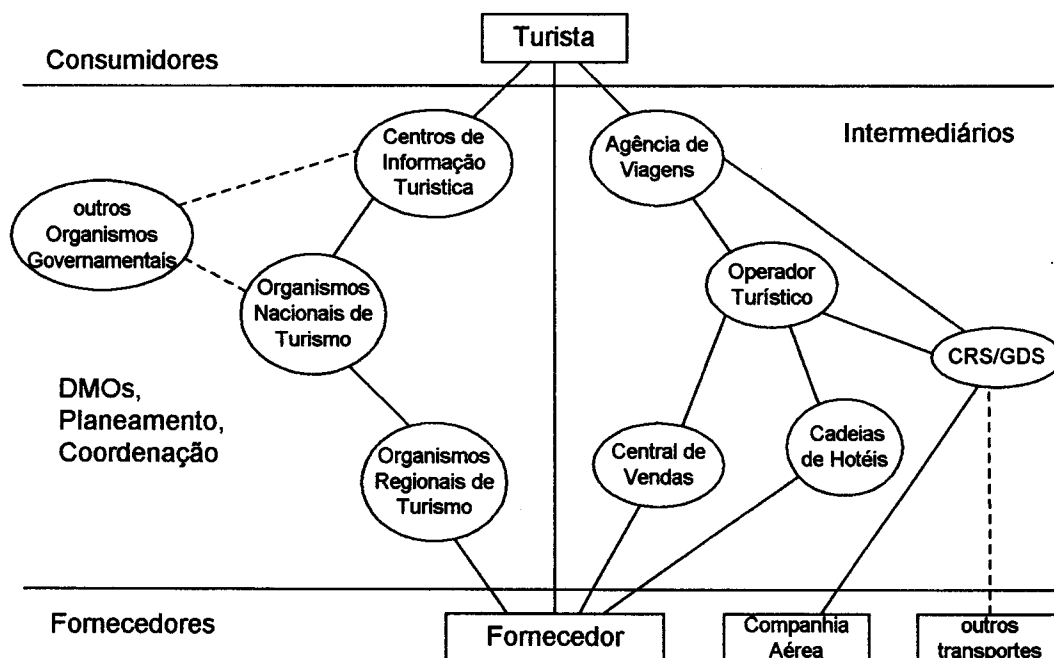 Turista
Consumidores
Centros de
Informação
Turistica
Agência de
Viagens
Intermediários
outros
Organismos
Governamentais
Organismos
Nacionais de
Turismo
Operador
Turístico
CRS/GDS
DMOs,
Planeamento,
Coordenação
Organismos
Regionais de
Turismo
Central de
Vendas
Cadeias
de Hotéis
Fornecedores
Fornecedor
Companhia
Aérea
outros
transportes